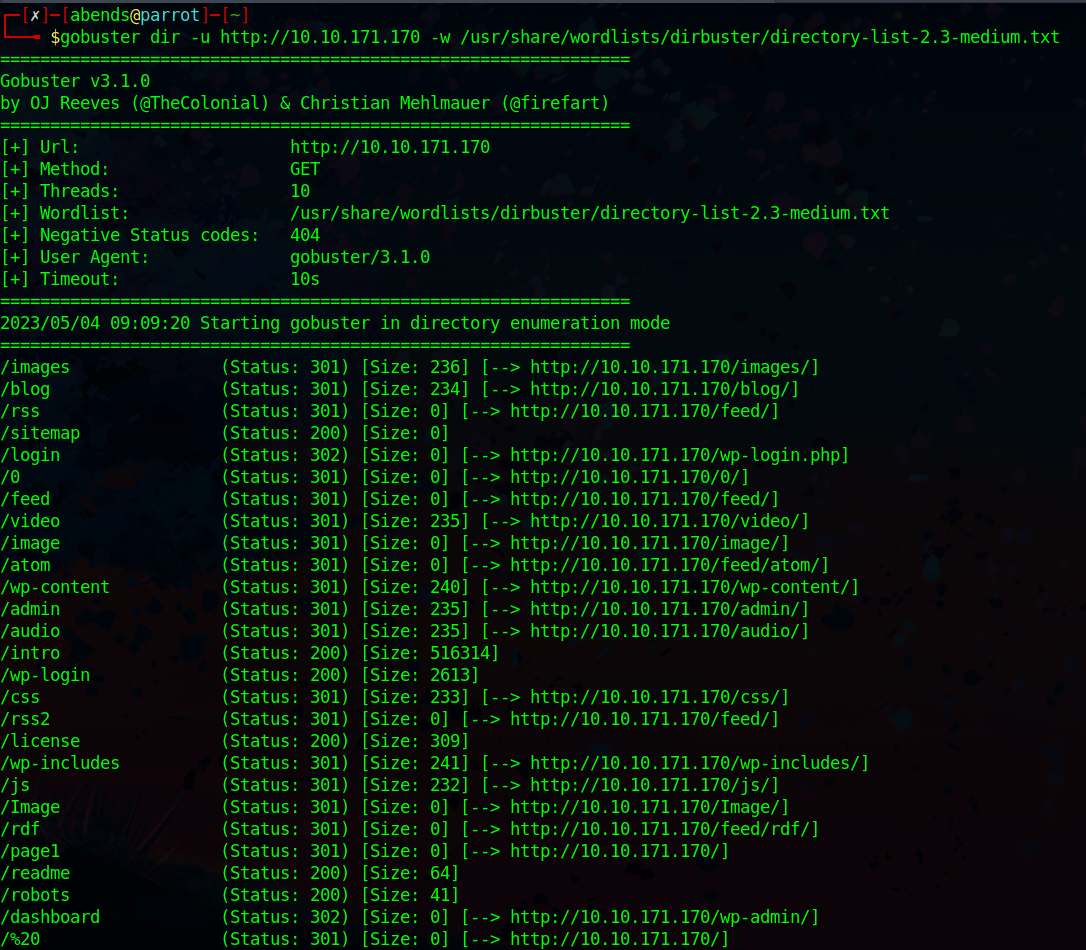 ┌─[✗]─[abends@parrot]─[~]
└──╼ $gobuster dir -u http://10.10.171.170 -w /usr/share/wordlists/dirbuster/directory-list-2.3-medium.txt
===============================================================
Gobuster v3.1.0
by OJ Reeves (@TheColonial) & Christian Mehlmauer (@firefart)
===============================================================
[+] Url:                     http://10.10.171.170
[+] Method:                  GET
[+] Threads:                 10
[+] Wordlist:                /usr/share/wordlists/dirbuster/directory-list-2.3-medium.txt
[+] Negative Status codes:   404
[+] User Agent:              gobuster/3.1.0
[+] Timeout:                 10s
===============================================================
2023/05/04 09:09:20 Starting gobuster in directory enumeration mode
===============================================================
/images               (Status: 301) [Size: 236] [--> http://10.10.171.170/images/]
/blog                 (Status: 301) [Size: 234] [--> http://10.10.171.170/blog/]
/rss                  (Status: 301) [Size: 0] [--> http://10.10.171.170/feed/]
/sitemap              (Status: 200) [Size: 0]
/login                (Status: 302) [Size: 0] [--> http://10.10.171.170/wp-login.php]
/0                    (Status: 301) [Size: 0] [--> http://10.10.171.170/0/]
/feed                 (Status: 301) [Size: 0] [--> http://10.10.171.170/feed/]
/video                (Status: 301) [Size: 235] [--> http://10.10.171.170/video/]
/image                (Status: 301) [Size: 0] [--> http://10.10.171.170/image/]
/atom                 (Status: 301) [Size: 0] [--> http://10.10.171.170/feed/atom/]
/wp-content           (Status: 301) [Size: 240] [--> http://10.10.171.170/wp-content/]
/admin                (Status: 301) [Size: 235] [--> http://10.10.171.170/admin/]
/audio                (Status: 301) [Size: 235] [--> http://10.10.171.170/audio/]
/intro                (Status: 200) [Size: 516314]
/wp-login             (Status: 200) [Size: 2613]
/css                  (Status: 301) [Size: 233] [--> http://10.10.171.170/css/]
/rss2                 (Status: 301) [Size: 0] [--> http://10.10.171.170/feed/]
/license              (Status: 200) [Size: 309]
/wp-includes          (Status: 301) [Size: 241] [--> http://10.10.171.170/wp-includes/]
/js                   (Status: 301) [Size: 232] [--> http://10.10.171.170/js/]
/Image                (Status: 301) [Size: 0] [--> http://10.10.171.170/Image/]
/rdf                  (Status: 301) [Size: 0] [--> http://10.10.171.170/feed/rdf/]
/page1                (Status: 301) [Size: 0] [--> http://10.10.171.170/]
/readme               (Status: 200) [Size: 64]
/robots               (Status: 200) [Size: 41]
/dashboard            (Status: 302) [Size: 0] [--> http://10.10.171.170/wp-admin/]
/%20                  (Status: 301) [Size: 0] [--> http://10.10.171.170/]